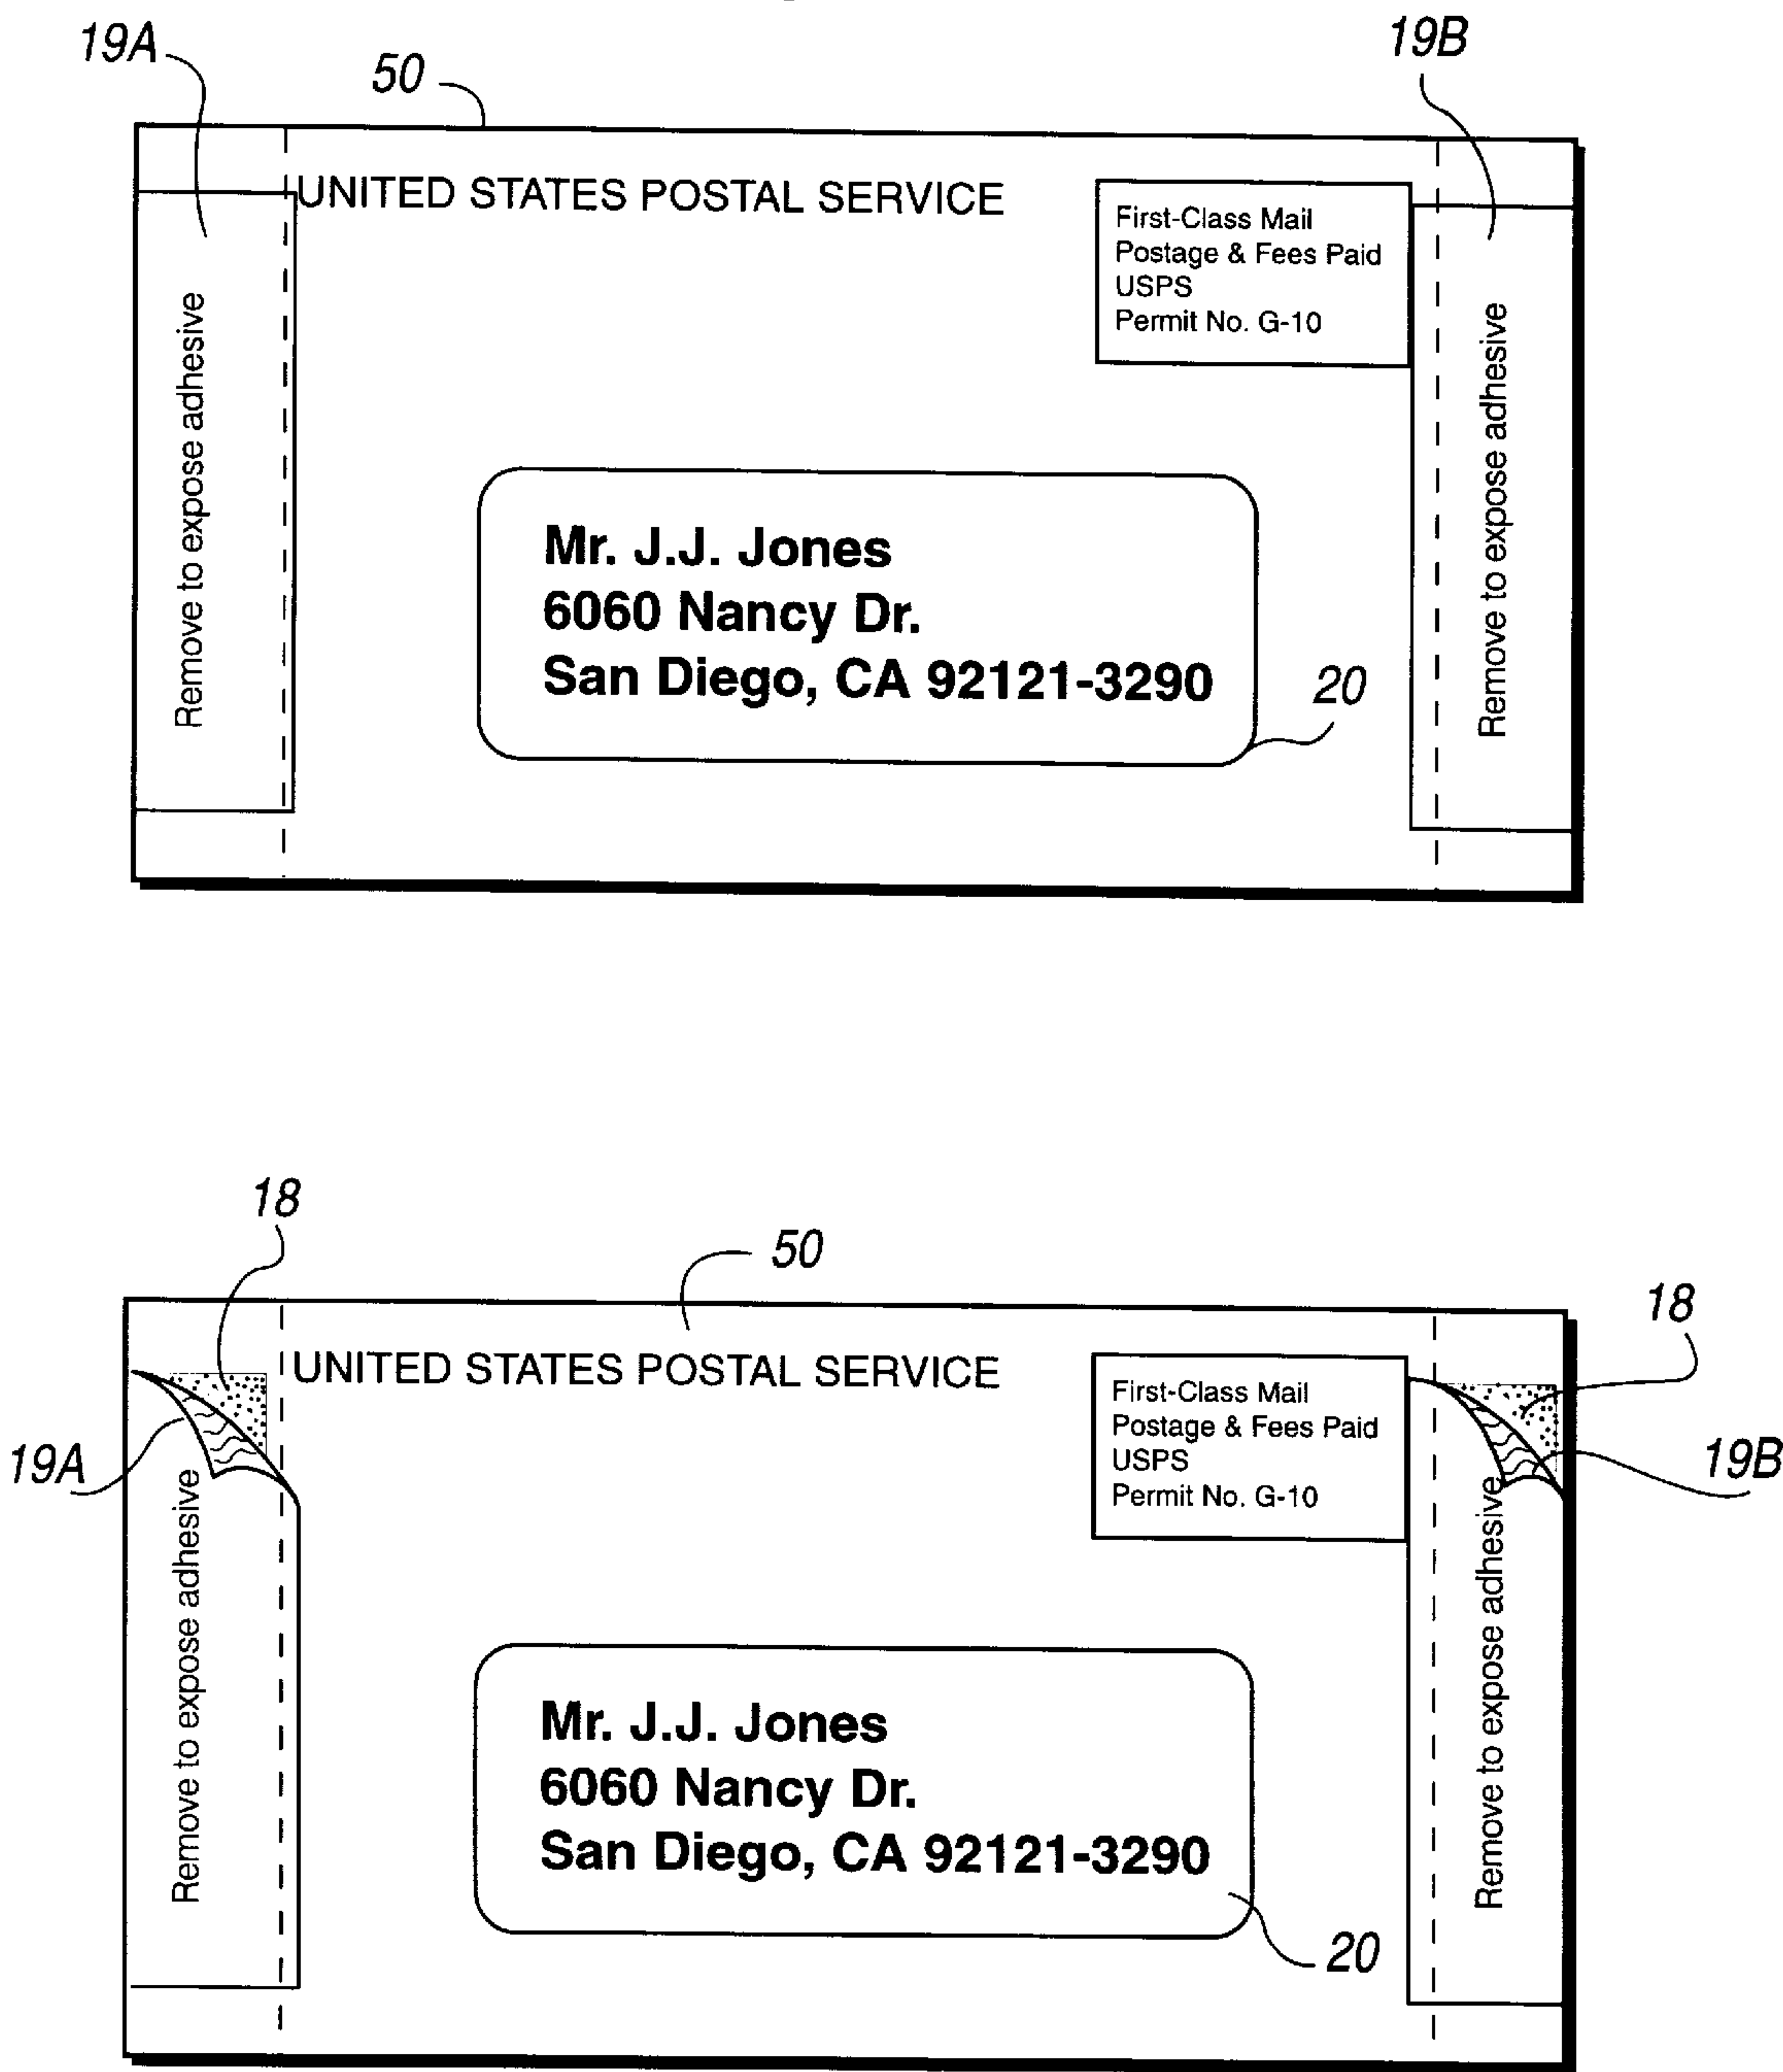 19A
50
19B
UNITED STATES POSTAL SERVICE
First-Class Mail
Postage & Fees Paid
USPS
Permit No. G-10
Remove to expose adhesive
Remove to expose adhesive
Mr. J.J. Jones
6060 Nancy Dr.
San Diego, CA 92121-3290
20
18
50
18
UNITED STATES POSTAL SERVICE
First-Class Mail
Postage & Fees Paid
USPS
Permit No. G-10
19A
19B
Remove to expose adhesive
Remove to expose adhesive
Mr. J.J. Jones
6060 Nancy Dr.
San Diego, CA 92121-3290
20